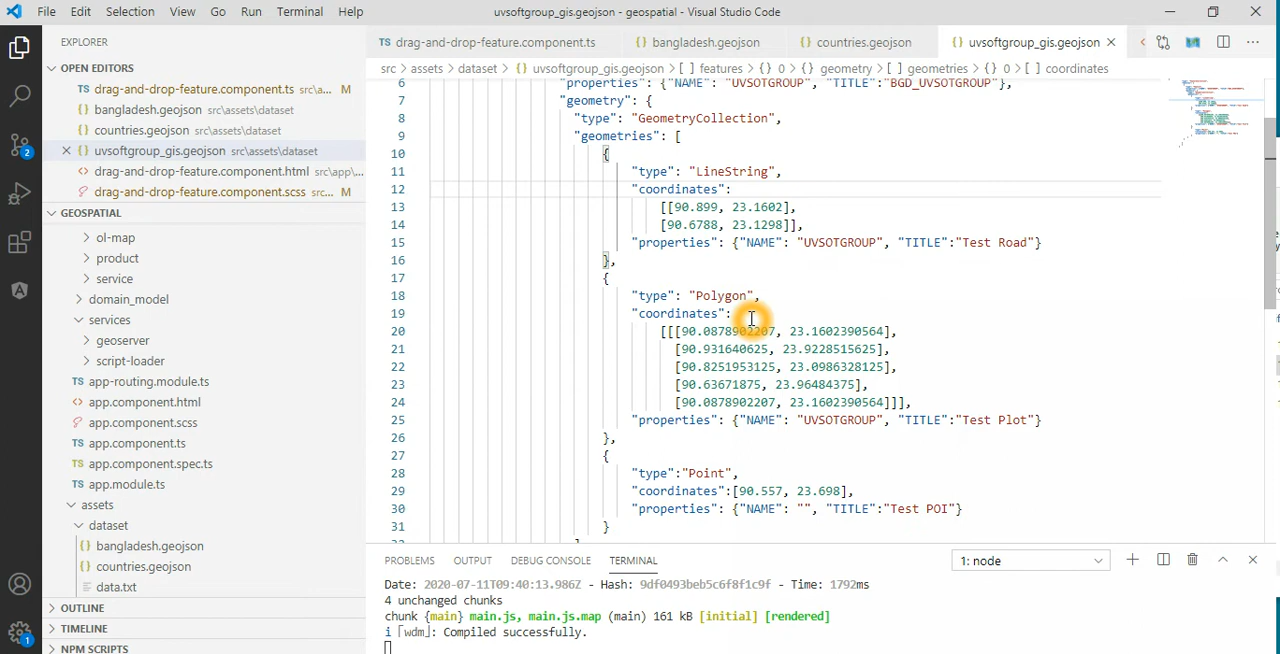 File Edit Selection View Go Run Terminal Help uvsoftgroup_gis.geojson - geospatial - Visual Studio Code
EXPLORER
OPEN EDITORS
TS drag-and-drop-feature.component.ts src\a... M
{} bangladesh.geojson src\assets\dataset
{} countries.geojson src\assets\dataset
{} uvsoftgroup_gis.geojson src\assets\dataset
<> drag-and-drop-feature.component.html src\app\...
drag-and-drop-feature.component.scss src... M
GEOSPATIAL
ol-map
product
service
domain_model
services
geoserver
script-loader
TS app-routing.module.ts
<> app.component.html
app.component.scss
TS app.component.ts
TS app.component.spec.ts
TS app.module.ts
assets
dataset
{} bangladesh.geojson
{} countries.geojson
data.txt
OUTLINE
TIMELINE
NPM SCRIPTS
2
1
TS drag-and-drop-feature.component.ts {} bangladesh.geojson {} countries.geojson {} uvsoftgroup_gis.geojson
src > assets > dataset > {} uvsoftgroup_gis.geojson > [ ] features > {} 0 > {} geometry > [ ] geometries > {} 0 > [ ] coordinates
6 "properties": {"NAME": "UVSOTGROUP", "TITLE":"BGD_UVSOTGROUP"},
7 "geometry": {
8 "type": "GeometryCollection",
9 "geometries": [
10 {
11 "type": "LineString",
12 "coordinates":
13 [[90.899, 23.1602],
14 [90.6788, 23.1298]],
15 "properties": {"NAME": "UVSOTGROUP", "TITLE":"Test Road"}
16 },
17 {
18 "type": "Polygon",
19 "coordinates":
20 [[[90.0878902207, 23.1602390564],
21 [90.931640625, 23.9228515625],
22 [90.8251953125, 23.0986328125],
23 [90.63671875, 23.96484375],
24 [90.0878902207, 23.1602390564]]],
25 "properties": {"NAME": "UVSOTGROUP", "TITLE":"Test Plot"}
26 },
27 {
28 "type":"Point",
29 "coordinates":[90.557, 23.698],
30 "properties": {"NAME": "", "TITLE":"Test POI"}
31 }
PROBLEMS OUTPUT DEBUG CONSOLE TERMINAL 1: node
Date: 2020-07-11T09:40:13.986Z - Hash: 9df0493beb5c6f8f1c9f - Time: 1792ms
4 unchanged chunks
chunk {main} main.js, main.js.map (main) 161 kB [initial] [rendered]
i ｢wdm｣: Compiled successfully.